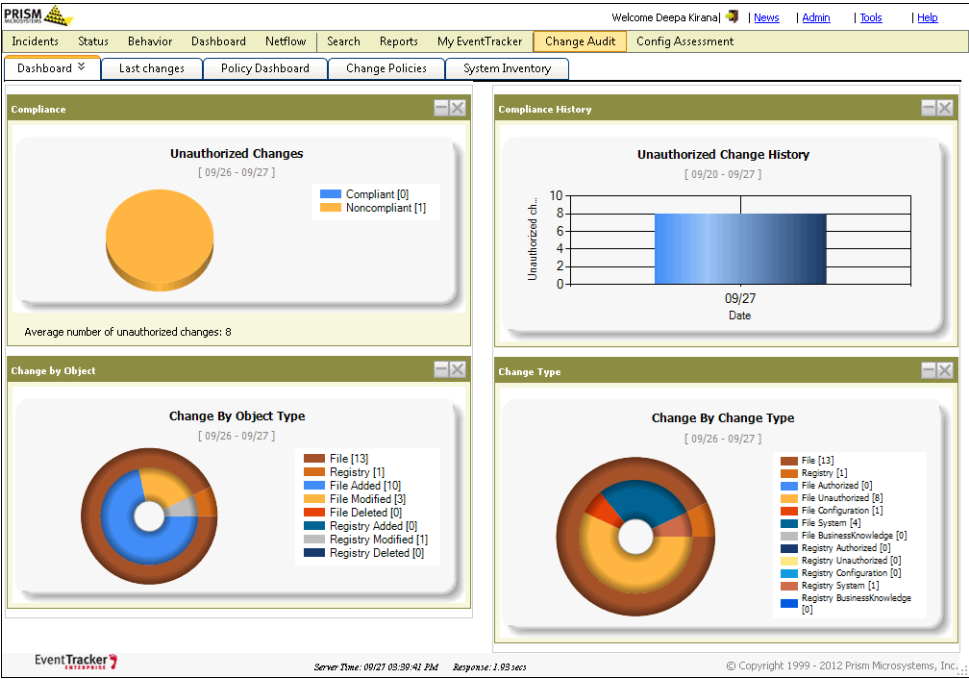 PRISM
MICROSYSTEMS
Welcome Deepa Kirana| | News | Admin | Tools | Help
Incidents Status Behavior Dashboard Netflow Search Reports My EventTracker Change Audit Config Assessment
Dashboard Last changes Policy Dashboard Change Policies System Inventory
Compliance
Unauthorized Changes
[ 09/26 - 09/27 ]
Compliant [0]
Noncompliant [1]
Average number of unauthorized changes: 8
Compliance History
Unauthorized Change History
[ 09/20 - 09/27 ]
Unauthorized ch...
10
8
6
4
2
0
09/27
Date
Change by Object
Change By Object Type
[ 09/26 - 09/27 ]
File [13]
Registry [1]
File Added [10]
File Modified [3]
File Deleted [0]
Registry Added [0]
Registry Modified [1]
Registry Deleted [0]
Change Type
Change By Change Type
[ 09/26 - 09/27 ]
File [13]
Registry [1]
File Authorized [0]
File Unauthorized [8]
File Configuration [1]
File System [4]
File BusinessKnowledge [0]
Registry Authorized [0]
Registry Unauthorized [0]
Registry Configuration [0]
Registry System [1]
Registry BusinessKnowledge
[0]
EventTracker
ENTERPRISE
Server Time: 09/27 03:39:41 PM Response: 1.93 secs
© Copyright 1999 - 2012 Prism Microsystems, Inc.